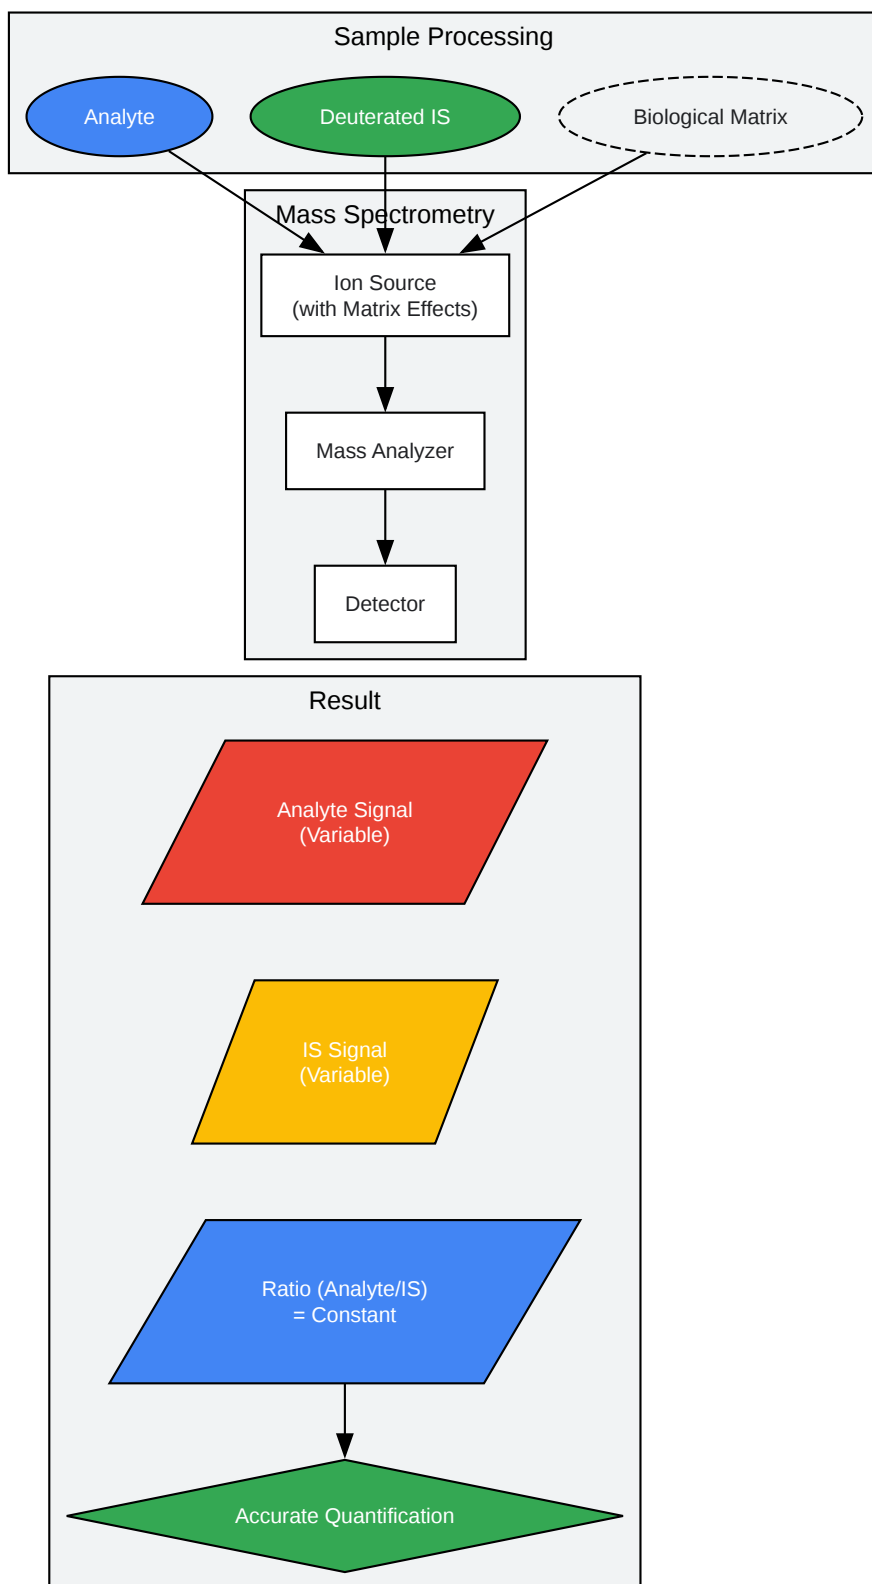 Sample Processing
Analyte
Deuterated IS
Biological Matrix
Mass Spectrometry
Ion Source
(with Matrix Effects)
Mass Analyzer
Detector
Result
Analyte Signal
(Variable)
IS Signal
(Variable)
Ratio (Analyte/IS)
= Constant
Accurate Quantification